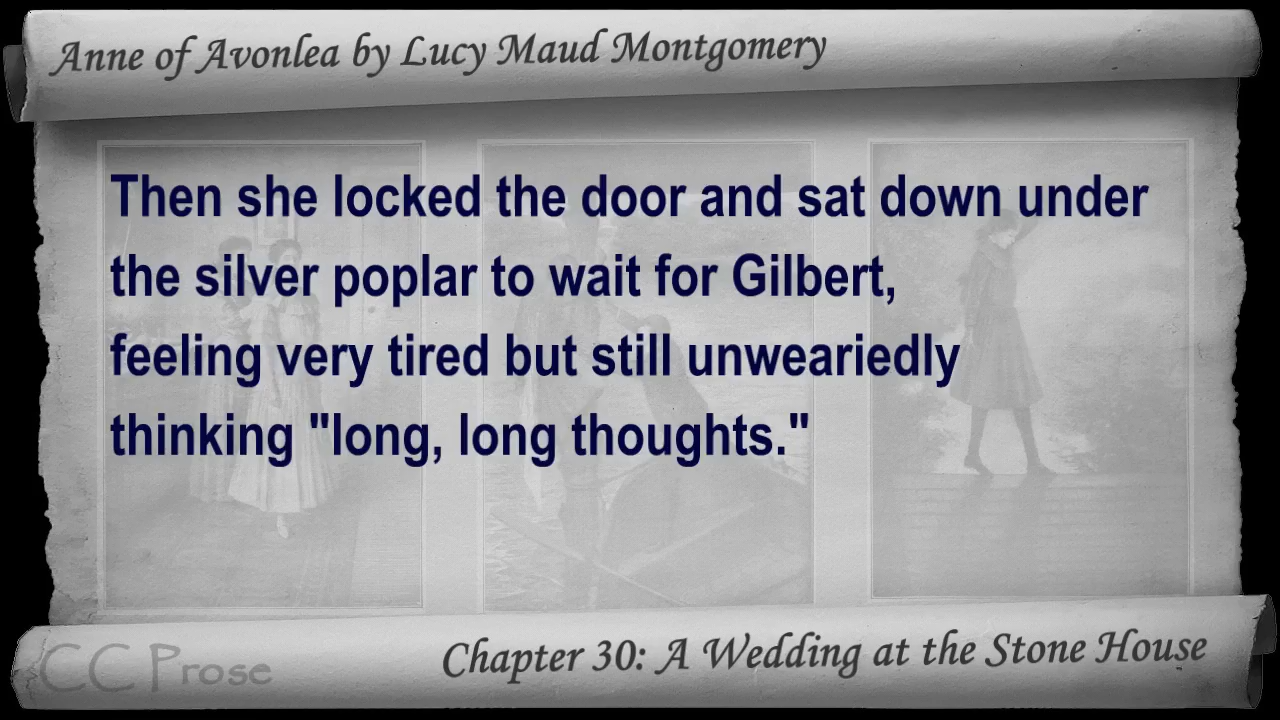 Anne of Avonlea by Lucy Maud Montgomery
Then she locked the door and sat down under
the silver poplar to wait for Gilbert,
feeling very tired but still unweariedly
thinking "long, long thoughts."
CC Prose
Chapter 30: A Wedding at the Stone House